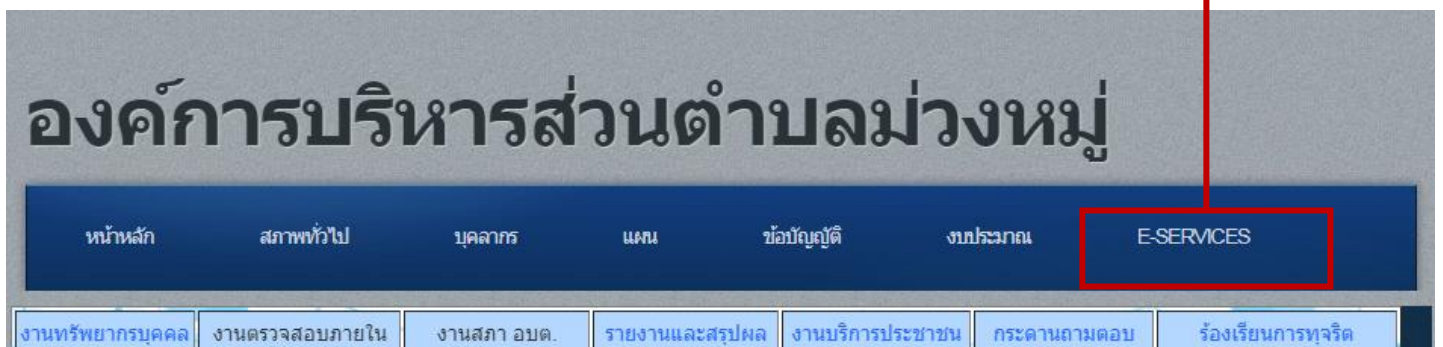 องค์การบริหารส่วนตำบลม่วงหมู่
หน้าหลัก สภาพทั่วไป บุคลากร แผน ข้อบัญญัติ งบประมาณ E-SERVICES
งานทรัพยากรบุคคล งานตรวจสอบภายใน งานสภา อบต. รายงานและสรุปผล งานบริการประชาชน กระดานถามตอบ ร้องเรียนการทุจริต